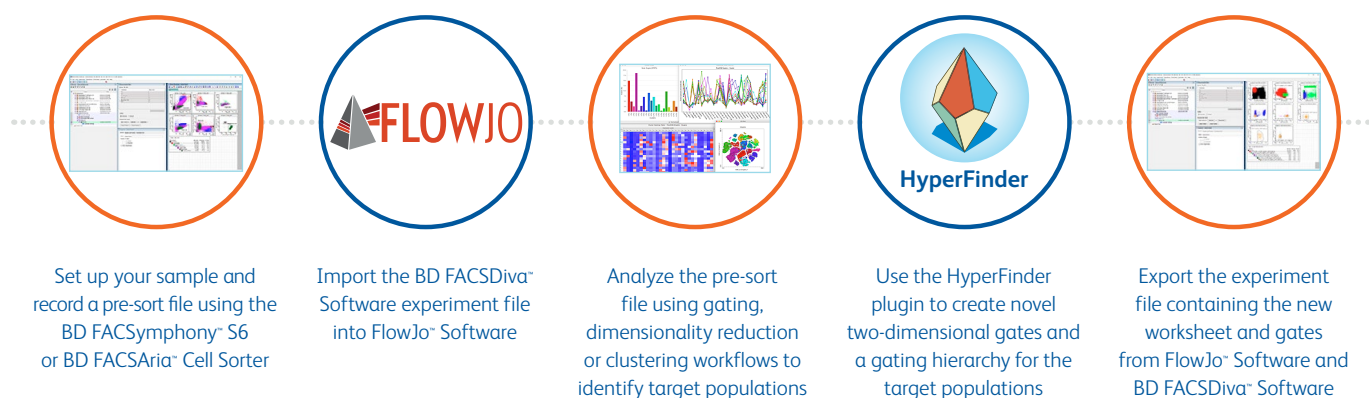 FLOWJO
HyperFinder
Set up your sample and
record a pre-sort file using the
BD FACSymphony™ S6
or BD FACSAria™ Cell Sorter
Import the BD FACSDiva™
Software experiment file
into FlowJo™ Software
Analyze the pre-sort
file using gating,
dimensionality reduction
or clustering workflows to
identify target populations
Use the HyperFinder
plugin to create novel
two-dimensional gates and
a gating hierarchy for the
target populations
Export the experiment
file containing the new
worksheet and gates
from FlowJo™ Software and
BD FACSDiva™ Software